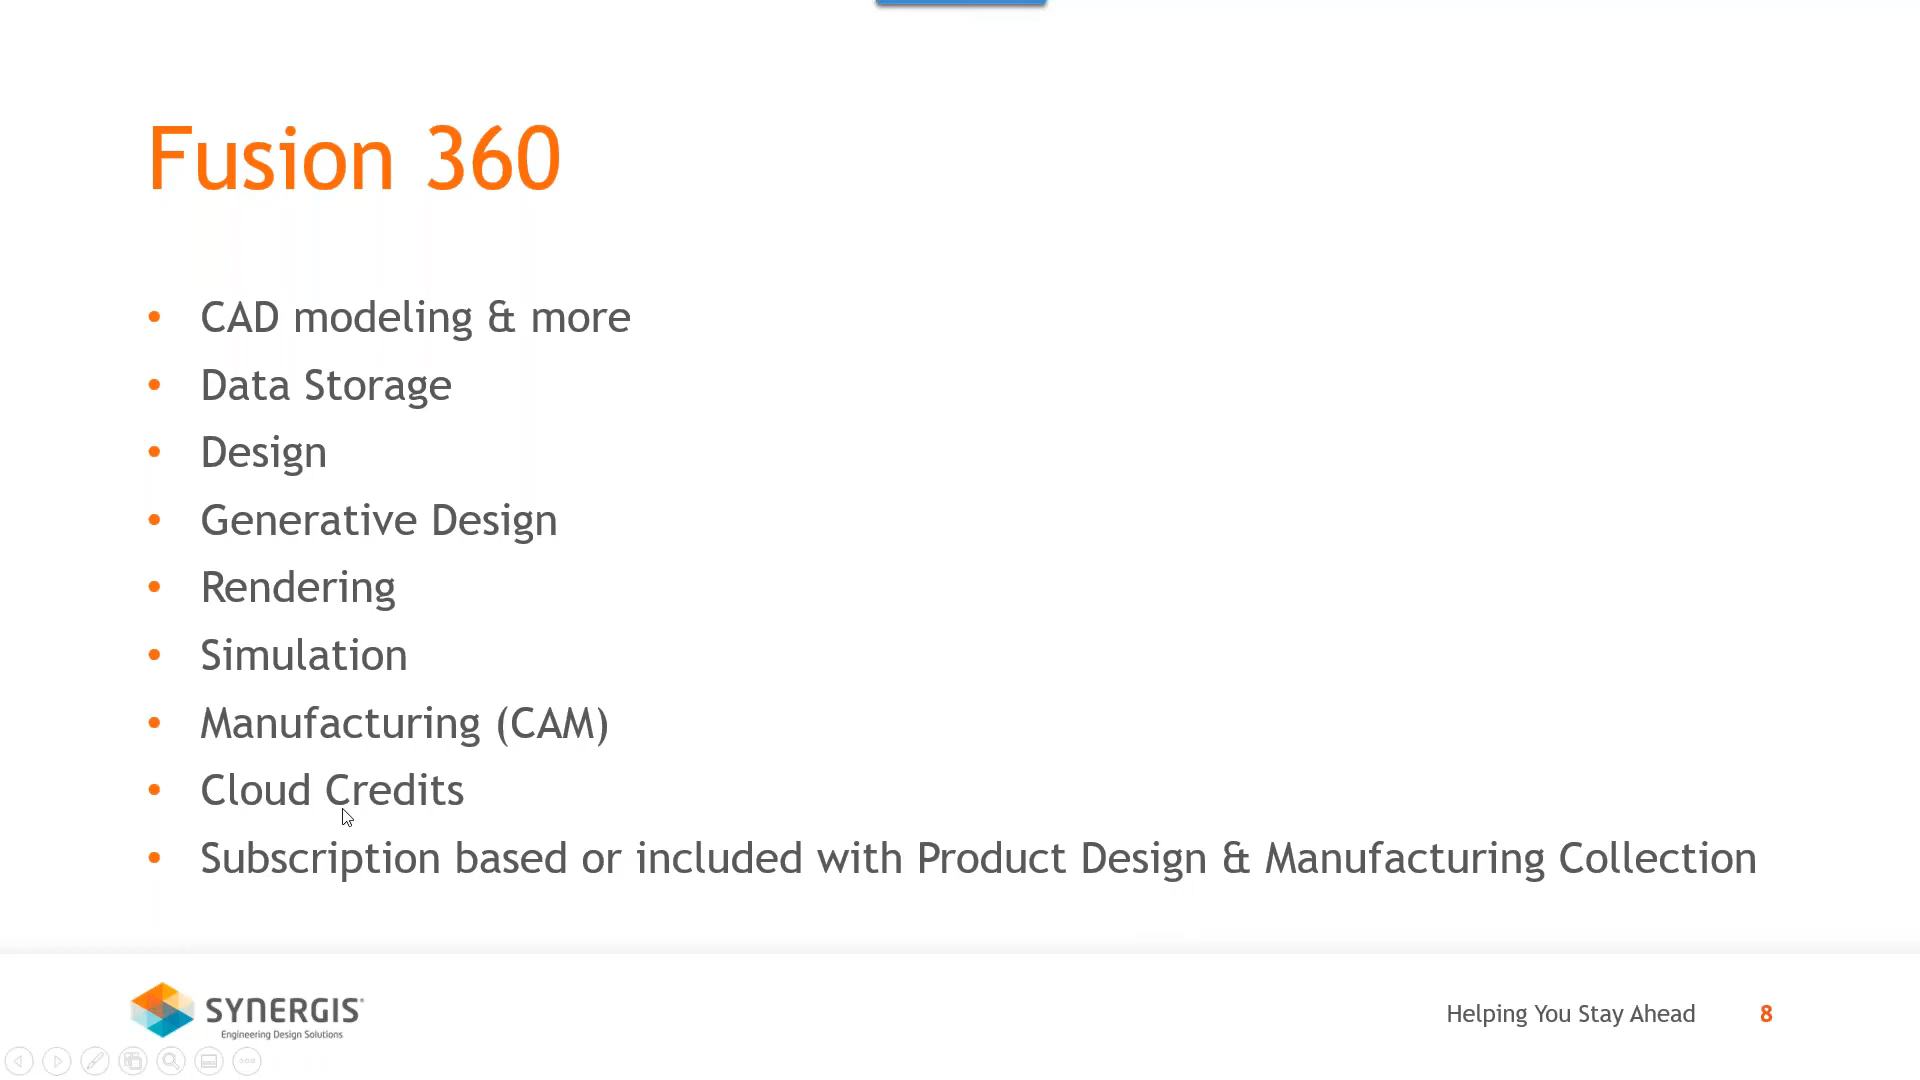 Fusion 360
• CAD modeling & more
• Data Storage
• Design
• Generative Design
• Rendering
• Simulation
• Manufacturing (CAM)
• Cloud Credits
• Subscription based or included with Product Design & Manufacturing Collection
SYNERGIS®
Engineering Design Solutions
Helping You Stay Ahead 8